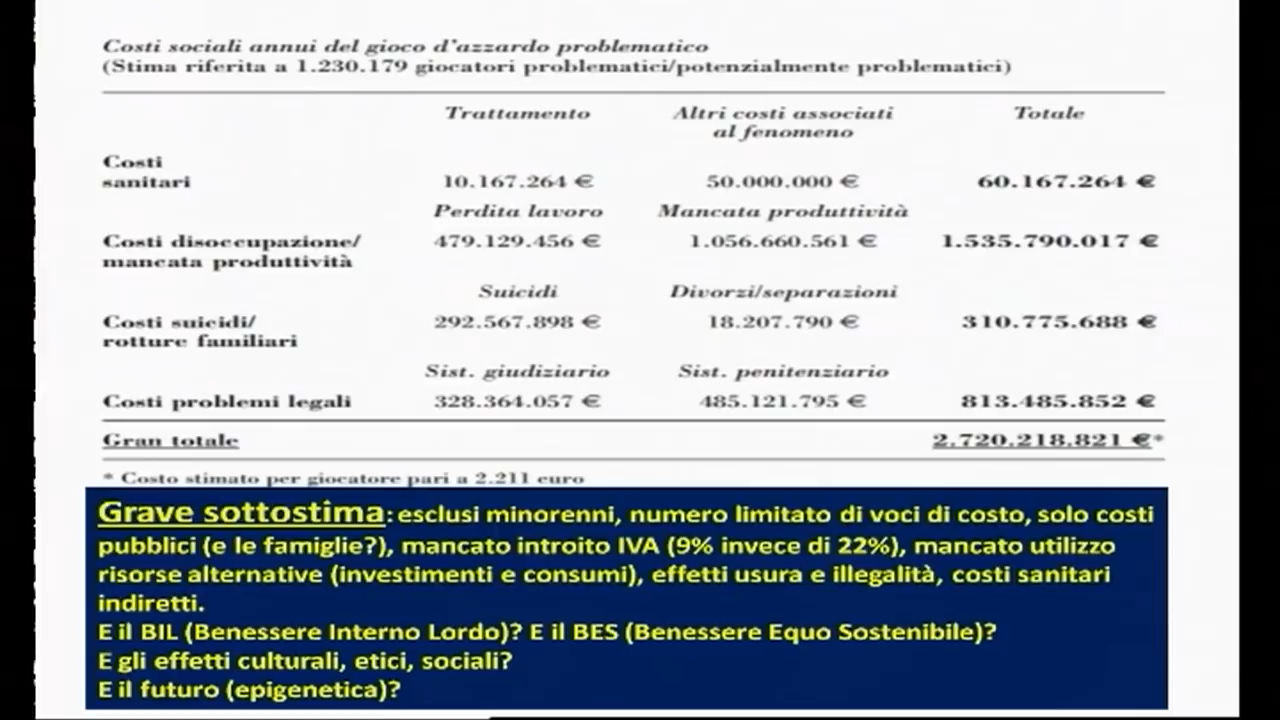 Costi sociali annui del gioco d'azzardo problematico
(Stima riferita a 1.230.179 giocatori problematici/potenzialmente problematici)
Trattamento Altri costi associati Totale
al fenomeno
Costi
sanitari 10.167.264 € 50.000.000 € 60.167.264 €
Perdita lavoro Mancata produttività
Costi disoccupazione/ 479.129.456 € 1.056.660.561 € 1.535.790.017 €
mancata produttività
Suicidi Divorzi/separazioni
Costi suicidi/ 292.567.898 € 18.207.790 € 310.775.688 €
rotture familiari
Sist. giudiziario Sist. penitenziario
Costi problemi legali 328.364.057 € 485.121.795 € 813.485.852 €
Gran totale 2.720.218.821 €*
* Costo stimato per giocatore pari a 2.211 euro
Grave sottostima: esclusi minorenni, numero limitato di voci di costo, solo costi
pubblici (e le famiglie?), mancato introito IVA (9% invece di 22%), mancato utilizzo
risorse alternative (investimenti e consumi), effetti usura e illegalità, costi sanitari
indiretti.
E il BIL (Benessere Interno Lordo)? E il BES (Benessere Equo Sostenibile)?
E gli effetti culturali, etici, sociali?
E il futuro (epigenetica)?